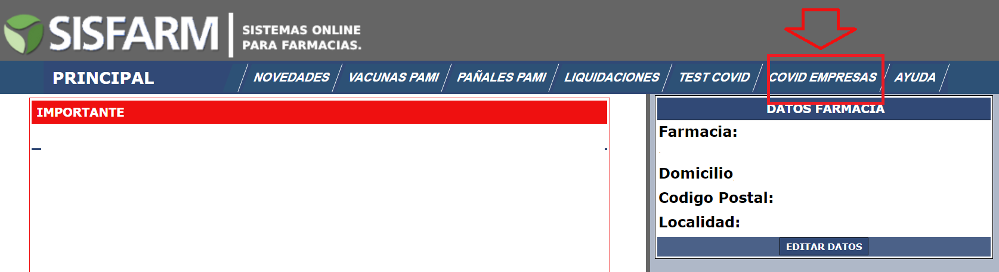 SISFARM
SISTEMAS ONLINE
PARA FARMACIAS.
PRINCIPAL
NOVEDADES
VACUNAS PAMI
PAÑALES PAMI
LIQUIDACIONES
TEST COVID
COVID EMPRESAS
AYUDA
IMPORTANTE
DATOS FARMACIA
Farmacia:
Domicilio
Codigo Postal:
Localidad:
EDITAR DATOS